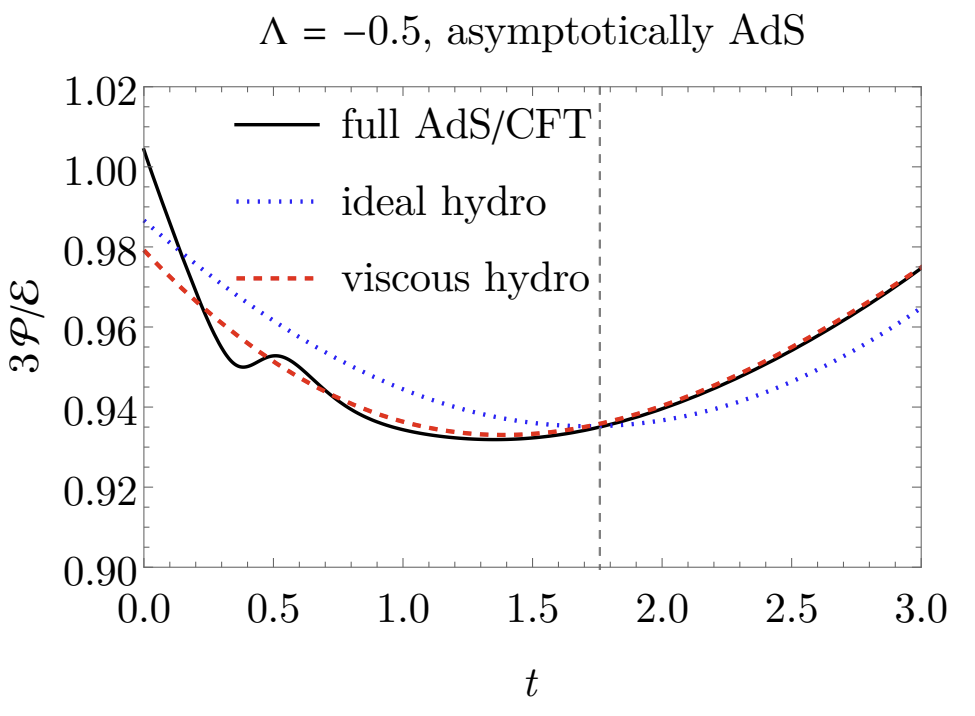 Λ = −0.5, asymptotically AdS
1.02
1.00
0.98
0.96
0.94
0.92
0.90
3𝒫/ℰ
full AdS/CFT
ideal hydro
viscous hydro
0.0 0.5 1.0 1.5 2.0 2.5 3.0
t